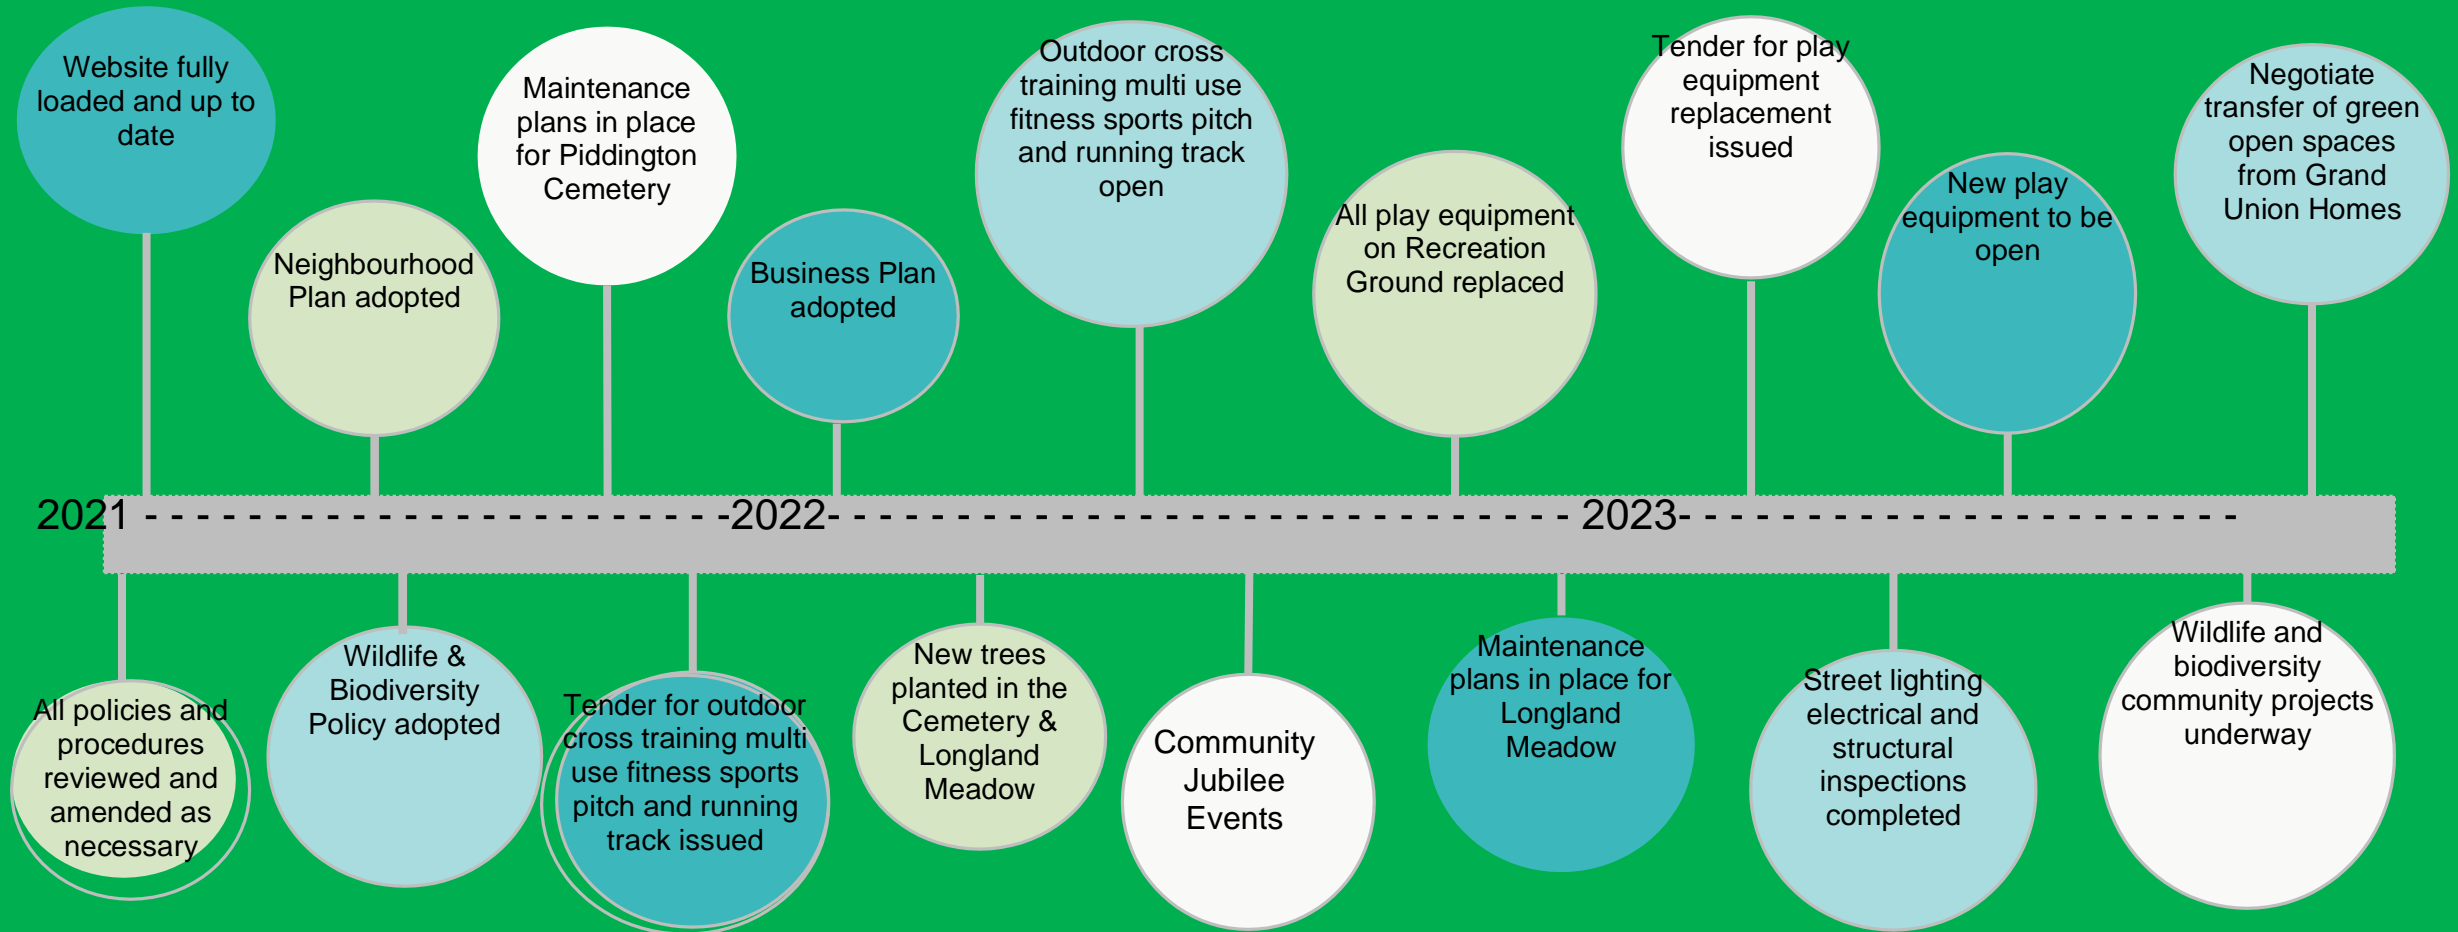 Website fully
loaded and up to
date
Neighbourhood
Plan adopted
Maintenance
plans in place
for Piddington
Cemetery
Business Plan
adopted
Outdoor cross
training multi use
fitness sports pitch
and running track
open
All play equipment
on Recreation
Ground replaced
Tender for play
equipment
replacement
issued
New play
equipment to be
open
Negotiate
transfer of green
open spaces
from Grand
Union Homes
2021 - - - - - - - - - - - - - - - - - - - - - - -2022- - - - - - - - - - - - - - - - - - - - - - - - - - - - - 2023- - - - - - - - - - - - - - - - - - - - - -
All policies and
procedures
reviewed and
amended as
necessary
Wildlife &
Biodiversity
Policy adopted
Tender for outdoor
cross training multi
use fitness sports
pitch and running
track issued
New trees
planted in the
Cemetery &
Longland
Meadow
Community
Jubilee
Events
Maintenance
plans in place for
Longland
Meadow
Street lighting
electrical and
structural
inspections
completed
Wildlife and
biodiversity
community projects
underway